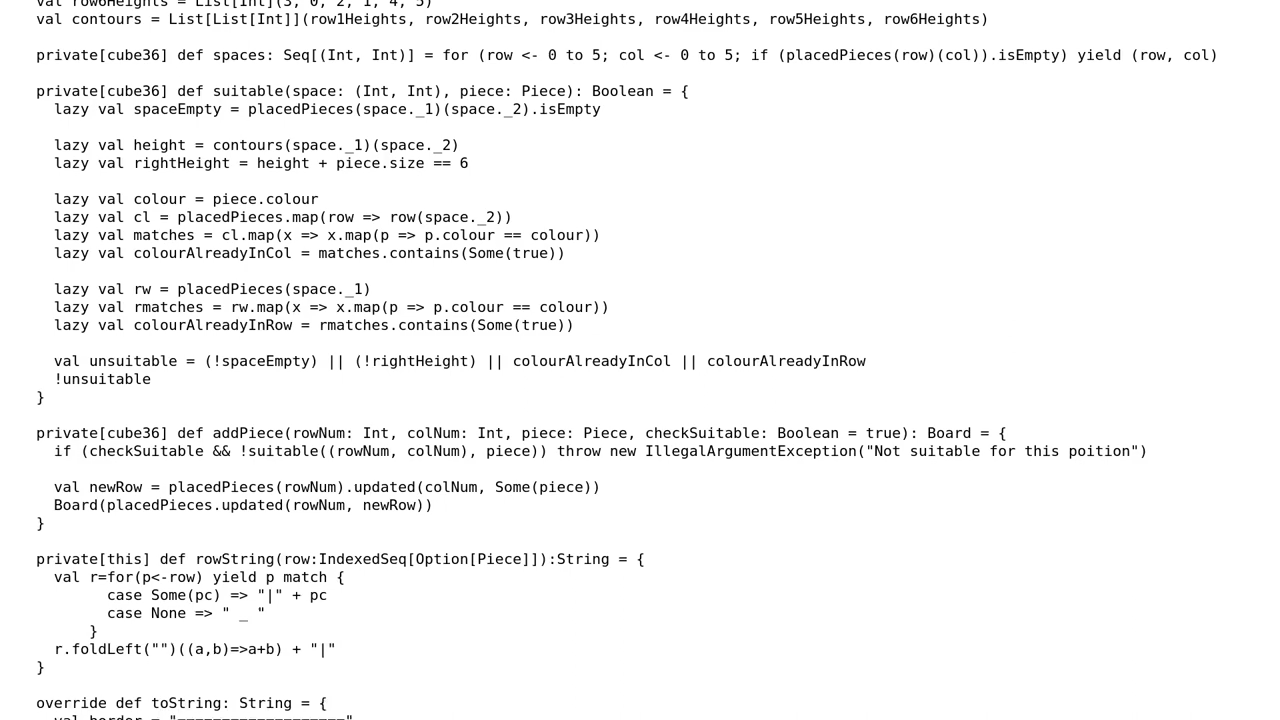 val row6Heights = List[Int](3, 0, 2, 1, 4, 5)
val contours = List[List[Int]](row1Heights, row2Heights, row3Heights, row4Heights, row5Heights, row6Heights)
private[cube36] def spaces: Seq[(Int, Int)] = for (row <- 0 to 5; col <- 0 to 5; if (placedPieces(row)(col)).isEmpty) yield (row, col)
private[cube36] def suitable(space: (Int, Int), piece: Piece): Boolean = {
lazy val spaceEmpty = placedPieces(space._1)(space._2).isEmpty
lazy val height = contours(space._1)(space._2)
lazy val rightHeight = height + piece.size == 6
lazy val colour = piece.colour
lazy val cl = placedPieces.map(row => row(space._2))
lazy val matches = cl.map(x => x.map(p => p.colour == colour))
lazy val colourAlreadyInCol = matches.contains(Some(true))
lazy val rw = placedPieces(space._1)
lazy val rmatches = rw.map(x => x.map(p => p.colour == colour))
lazy val colourAlreadyInRow = rmatches.contains(Some(true))
val unsuitable = (!spaceEmpty) || (!rightHeight) || colourAlreadyInCol || colourAlreadyInRow
!unsuitable
}
private[cube36] def addPiece(rowNum: Int, colNum: Int, piece: Piece, checkSuitable: Boolean = true): Board = {
if (checkSuitable && !suitable((rowNum, colNum), piece)) throw new IllegalArgumentException("Not suitable for this poition")
val newRow = placedPieces(rowNum).updated(colNum, Some(piece))
Board(placedPieces.updated(rowNum, newRow))
}
private[this] def rowString(row:IndexedSeq[Option[Piece]]):String = {
val r=for(p<-row) yield p match {
case Some(pc) => "|" + pc
case None => " _ "
}
r.foldLeft("")((a,b)=>a+b) + "|"
}
override def toString: String = {
val border = "==================="